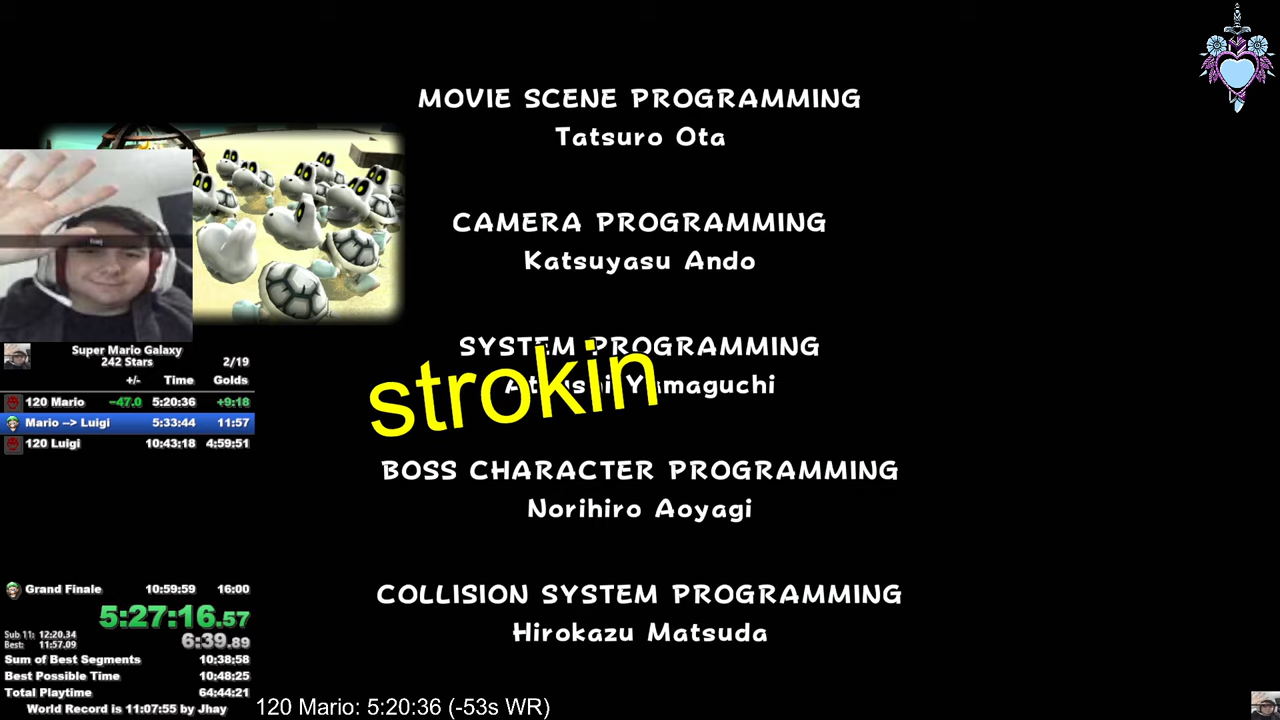 MOVIE SCENE PROGRAMMING
Tatsuro Ota
CAMERA PROGRAMMING
Katsuyasu Ando
SYSTEM PROGRAMMING
Yamaguchi
strokin
BOSS CHARACTER PROGRAMMING
Norihiro Aoyagi
COLLISION SYSTEM PROGRAMMING
Hirokazu Matsuda
Super Mario Galaxy
242 Stars 2/19
+/- Time Golds
120 Mario -47.0 5:20:36 +9:18
Mario --> Luigi 5:33:44 11:57
120 Luigi 10:43:18 4:59:51
Grand Finale 10:59:59 16:00
5:27:16.57
Sub 11: 12:20.34
Best: 11:57.09
6:39.89
Sum of Best Segments 10:38:58
Best Possible Time 10:48:25
Total Playtime 64:44:21
World Record is 11:07:55 by Jhay
120 Mario: 5:20:36 (-53s WR)